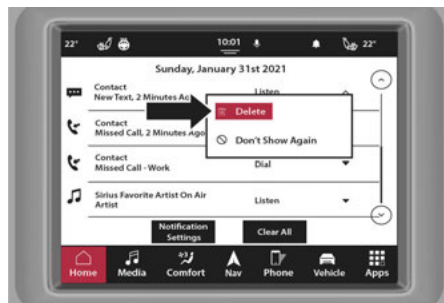 22°
10:01
22°
Sunday, January 31st 2021
Contact
New Text, 2 Minutes Ago
Listen
Delete
Don't Show Again
Contact
Missed Call, 2 Minutes Ago
Contact
Missed Call - Work
Dial
Sirius Favorite Artist On Air
Artist
Listen
Notification
Settings
Clear All
Home
Media
Comfort
Nav
Phone
Vehicle
Apps